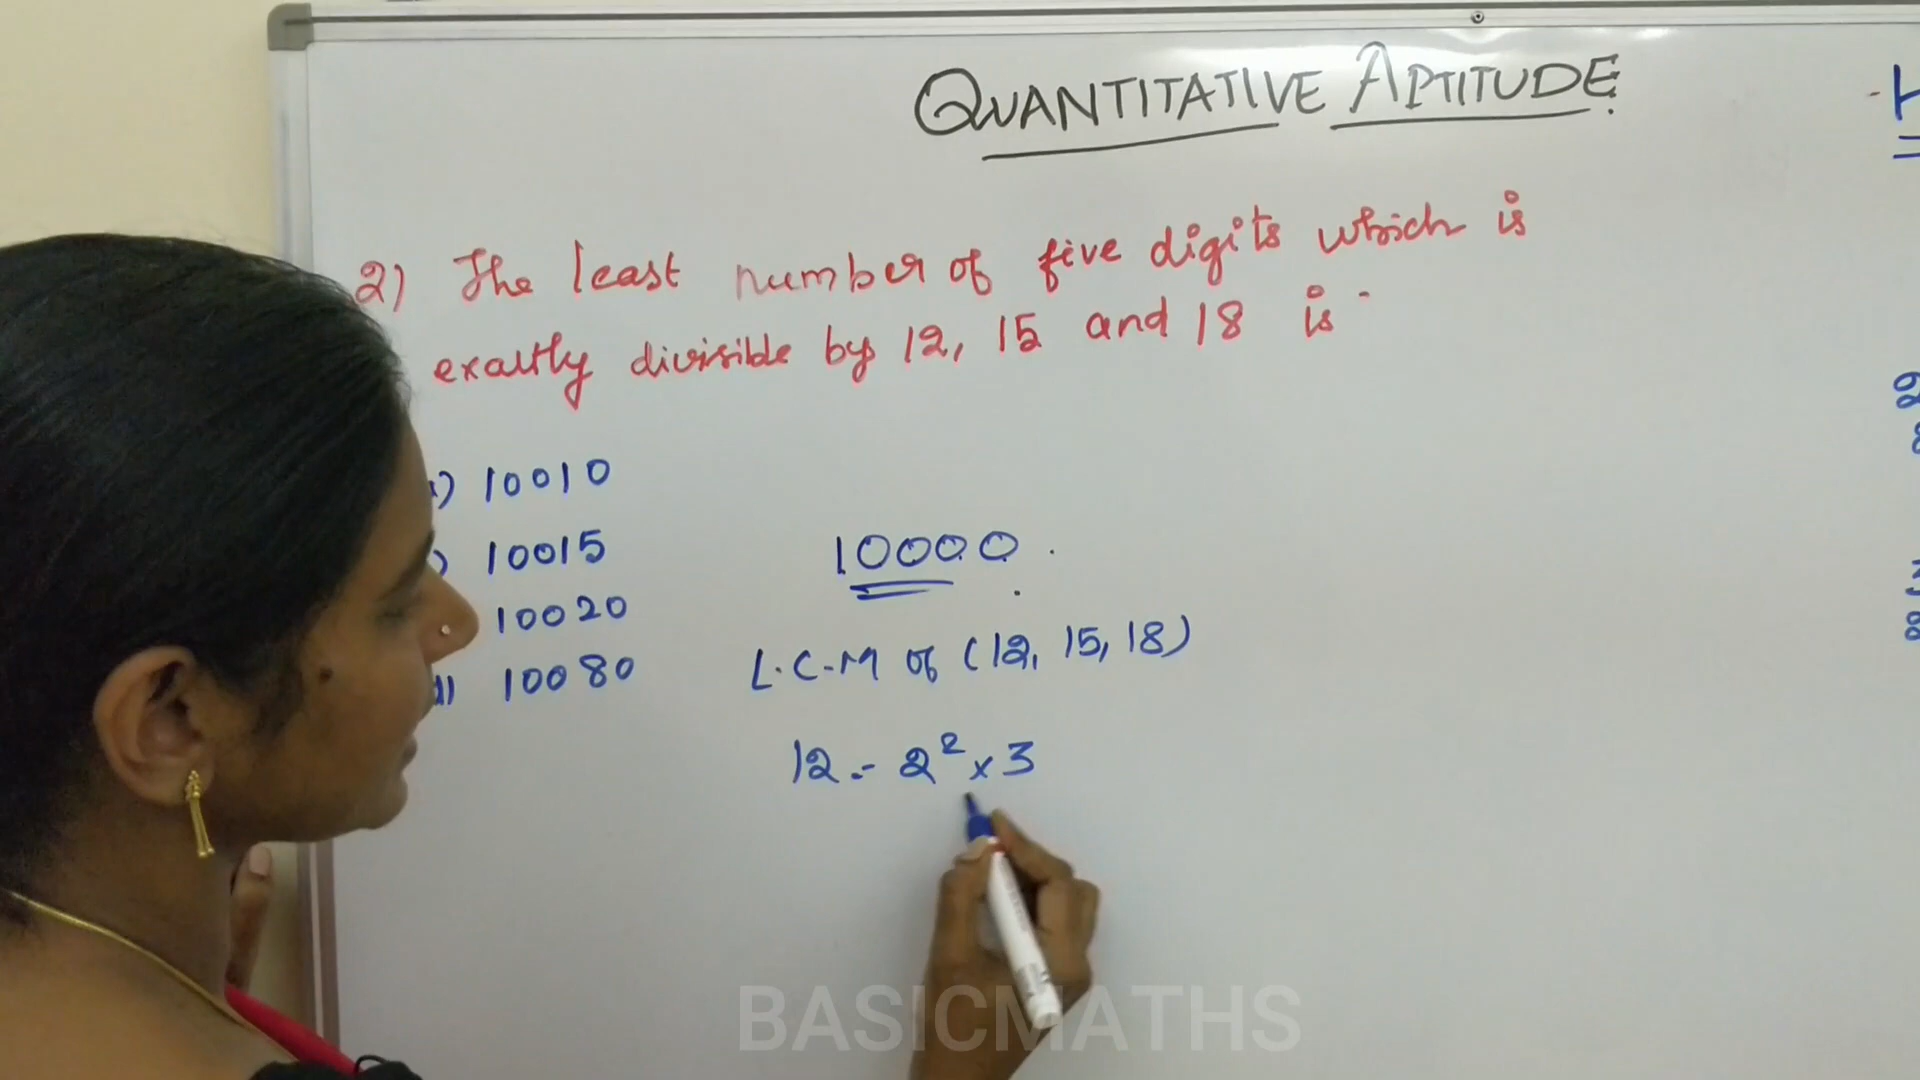 QUANTITATIVE APTITUDE
2) The least number of five digits which is
exactly divisible by 12, 15 and 18 is
10010
10015
10020
d) 10080
10000
L.C.M of (12, 15, 18)
12 = 2² x 3
BASICMATHS